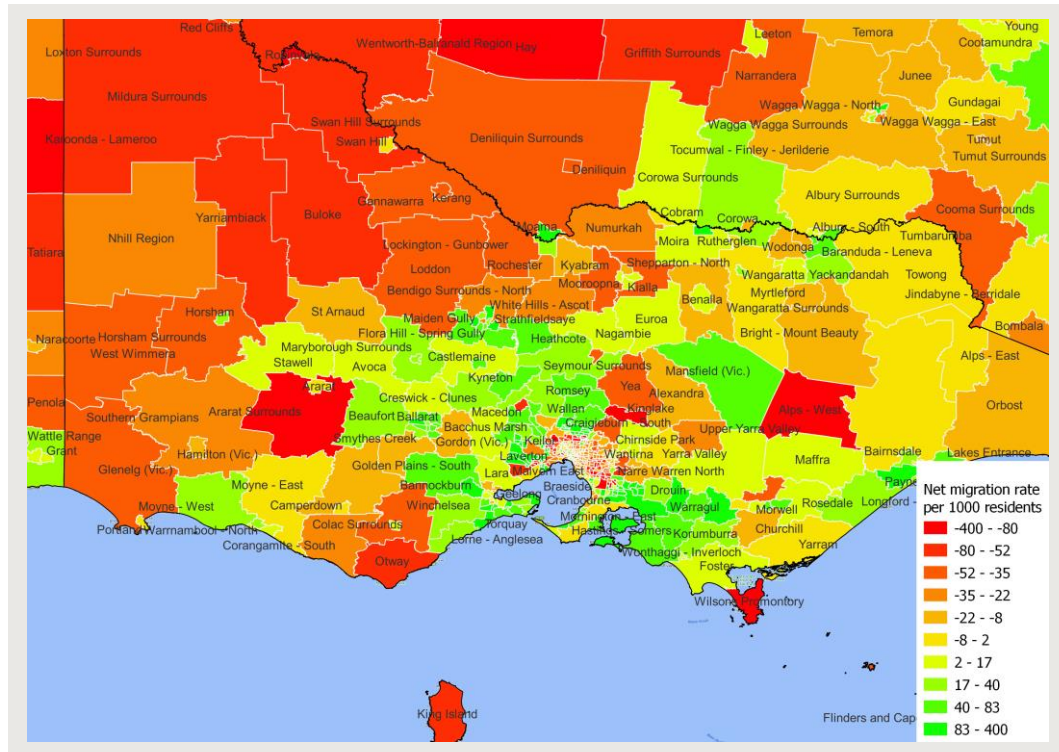 Red Cliffs
Young
Loxton Surrounds
Wentworth-Balranald Region
Hay
Leeton
Temora
Cootamundra
Griffith Surrounds
Narrandera
Junee
Mildura Surrounds
Wagga Wagga - North
Gundagai
Swan Hill Surrounds
Wagga Wagga Surrounds
Wagga Wagga - East
Karoonda - Lameroo
Swan Hill
Deniliquin Surrounds
Tumut
Tocumwal - Finley - Jerilderie
Tumut Surrounds
Deniliquin
Corowa Surrounds
Kerang
Albury Surrounds
Gannawarra
Yarriambiack
Buloke
Cooma Surrounds
Cobram
Corowa
Moama
Numurkah
Albury - South
Tumbarumba
Nhill Region
Lockington - Gunbower
Moira
Rutherglen
Wodonga
Baranduda - Leneva
Tatiara
Rochester
Kyabram
Shepparton - North
Loddon
Wangaratta
Yackandandah
Towong
Bendigo Surrounds - North
Mooroopna
Kialla
Myrtleford
Jindabyne - Berridale
White Hills - Ascot
Benalla
Wangaratta Surrounds
Horsham
St Arnaud
Maiden Gully
Strathfieldsaye
Euroa
Bombala
Naracoorte
Horsham Surrounds
Flora Hill - Spring Gully
Nagambie
Bright - Mount Beauty
West Wimmera
Maryborough Surrounds
Heathcote
Alps - East
Stawell
Avoca
Castlemaine
Seymour Surrounds
Mansfield (Vic.)
Kyneton
Yea
Alexandra
Ararat
Romsey
Penola
Creswick - Clunes
Orbost
Southern Grampians
Ararat Surrounds
Beaufort
Ballarat
Macedon
Wallan
Kinglake
Alps - West
Wattle Range
Bacchus Marsh
Craigieburn - South
Upper Yarra Valley
Grant
Smythes Creek
Gordon (Vic.)
Keilor
Chirnside Park
Hamilton (Vic.)
Laverton
Wantirna
Yarra Valley
Bairnsdale
Lakes Entrance
Glenelg (Vic.)
Golden Plains - South
Lara
Malvern East
Narre Warren North
Maffra
Moyne - East
Bannockburn
Braeside
Drouin
Moyne - West
Camperdown
Winchelsea
Geelong
Cranbourne
Warragul
Morwell
Rosedale
Longford -
Colac Surrounds
Torquay
Mornington - East
Churchill
Portland
Warrnambool - North
Lorne - Anglesea
Hastings - Somers
Korumburra
Corangamite - South
Wonthaggi - Inverloch
Yarram
Otway
Foster
Wilsons Promontory
King Island
Flinders and Cap
Net migration rate
per 1000 residents
-400 - -80
-80 - -52
-52 - -35
-35 - -22
-22 - -8
-8 - 2
2 - 17
17 - 40
40 - 83
83 - 400